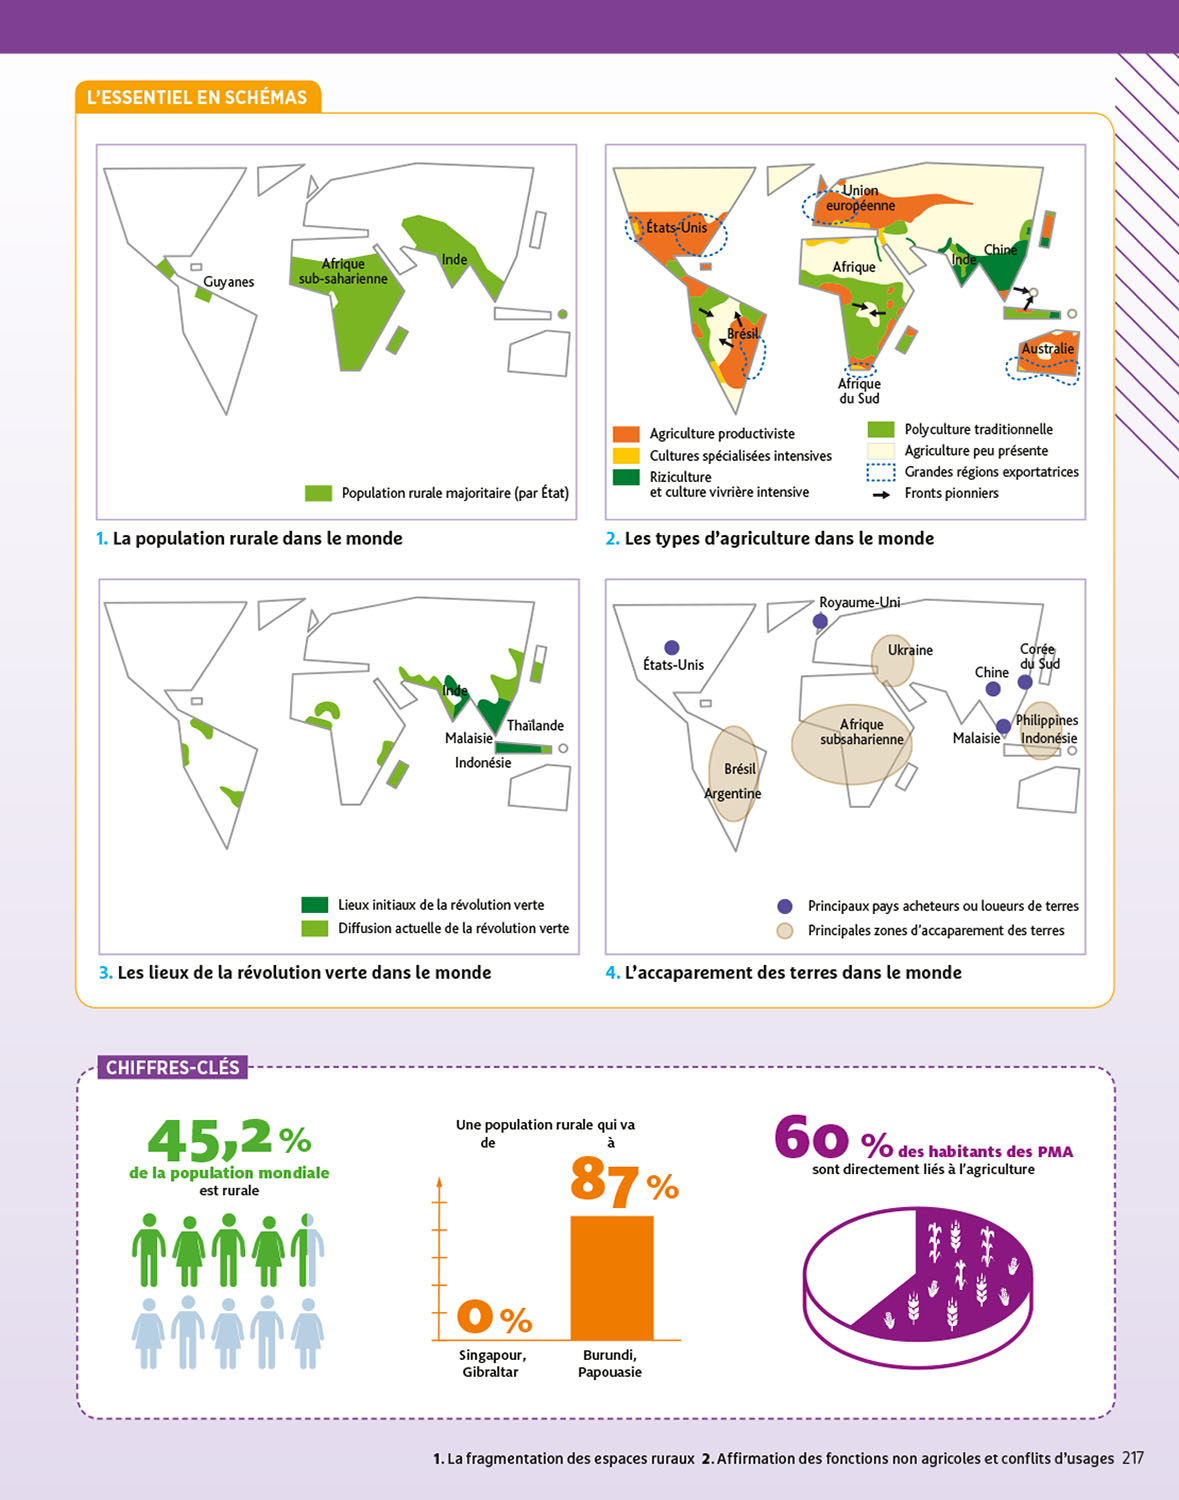 L'ESSENTIEL EN SCHÉMAS
Guyanes
Afrique
sub-saharienne
Inde
Population rurale majoritaire (par État)
1. La population rurale dans le monde
États-Unis
Union
européenne
Afrique
Inde
Chine
Brésil
Afrique
du Sud
Australie
Agriculture productiviste
Cultures spécialisées intensives
Riziculture
et culture vivrière intensive
Polyculture traditionnelle
Agriculture peu présente
Grandes régions exportatrices
Fronts pionniers
2. Les types d'agriculture dans le monde
Inde
Thaïlande
Malaisie
Indonésie
Lieux initiaux de la révolution verte
Diffusion actuelle de la révolution verte
3. Les lieux de la révolution verte dans le monde
Royaume-Uni
États-Unis
Ukraine
Corée
du Sud
Chine
Afrique
subsaharienne
Philippines
Malaisie
Indonésie
Brésil
Argentine
Principaux pays acheteurs ou loueurs de terres
Principales zones d'accaparement des terres
4. L'accaparement des terres dans le monde
CHIFFRES-CLÉS
45,2 %
de la population mondiale
est rurale
Une population rurale qui va
de à
0 %
87 %
Singapour,
Gibraltar
Burundi,
Papouasie
60 % des habitants des PMA
sont directement liés à l'agriculture
1. La fragmentation des espaces ruraux 2. Affirmation des fonctions non agricoles et conflits d'usages 217